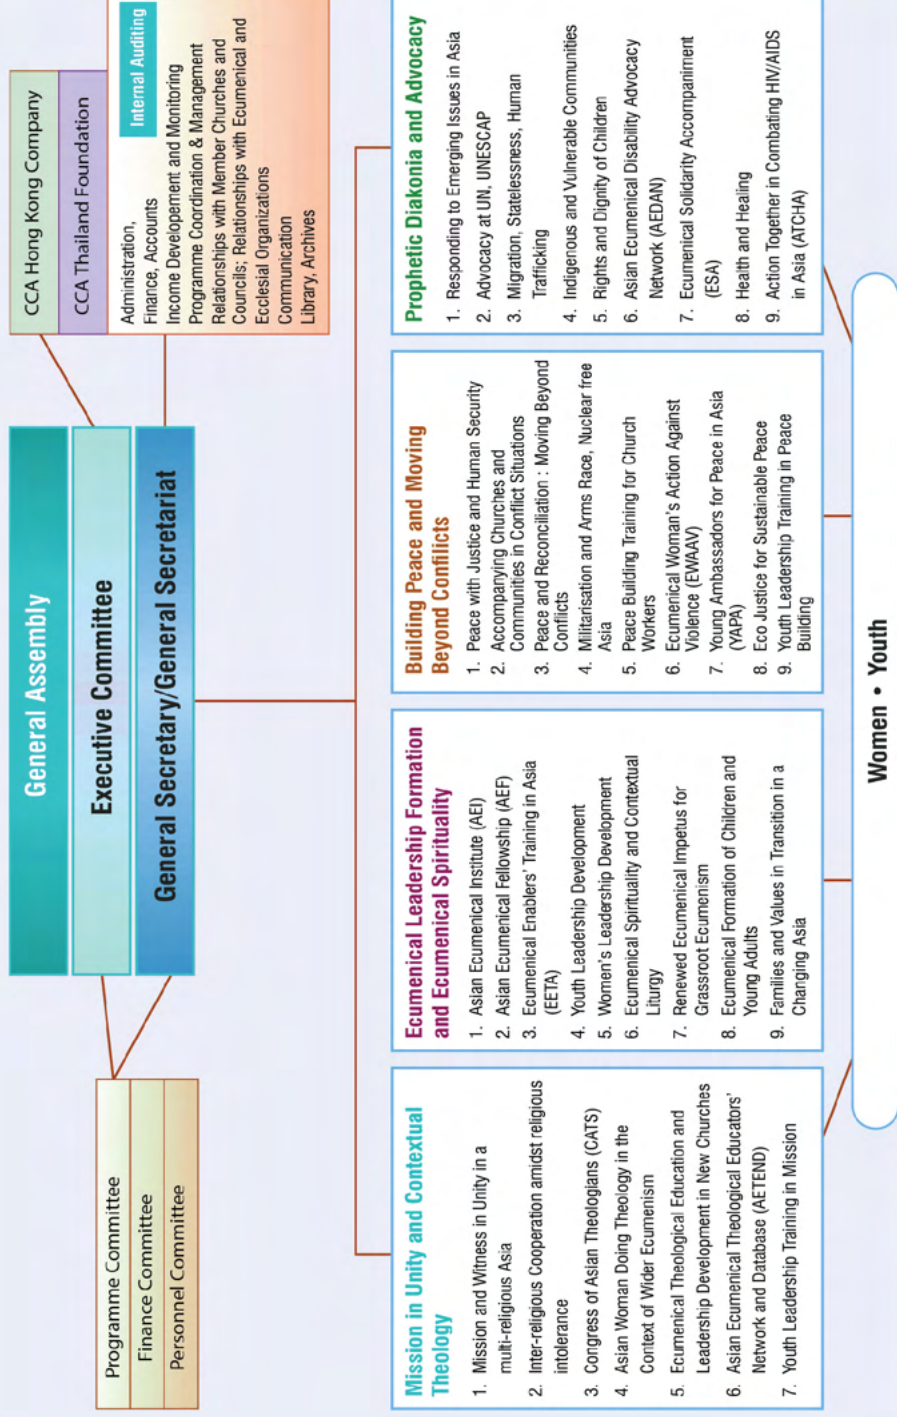 General Assembly
Executive Committee
General Secretary/General Secretariat
Programme Committee
Finance Committee
Personnel Committee
CCA Hong Kong Company
CCA Thailand Foundation
Internal Auditing
Administration,
Finance, Accounts
Income Developement and Monitoring
Programme Coordination & Management
Relationships with Member Churches and
Councils; Relationships with Ecumenical and
Ecclesial Organizations
Communication
Library, Archives
Mission in Unity and Contextual
Theology
1. Mission and Witness in Unity in a
multi-religious Asia
2. Inter-religious Cooperation amidst religious
intolerance
3. Congress of Asian Theologians (CATS)
4. Asian Woman Doing Theology in the
Context of Wider Ecumenism
5. Ecumenical Theological Education and
Leadership Development in New Churches
6. Asian Ecumenical Theological Educators'
Network and Database (AETEND)
7. Youth Leadership Training in Mission
Ecumenical Leadership Formation
and Ecumenical Spirituality
1. Asian Ecumenical Institute (AEI)
2. Asian Ecumenical Fellowship (AEF)
3. Ecumenical Enablers' Training in Asia
(EETA)
4. Youth Leadership Development
5. Women's Leadership Development
6. Ecumenical Spirituality and Contextual
Liturgy
7. Renewed Ecumenical Impetus for
Grassroot Ecumenism
8. Ecumenical Formation of Children and
Young Adults
9. Families and Values in Transition in a
Changing Asia
Building Peace and Moving
Beyond Confilicts
1. Peace with Justice and Human Security
2. Accompanying Churches and
Communities in Conflict Situations
3. Peace and Reconciliation : Moving Beyond
Conflicts
4. Militarisation and Arms Race, Nuclear free
Asia
5. Peace Building Training for Church
Workers
6. Ecumenical Woman's Action Against
Violence (EWAAV)
7. Young Ambassadors for Peace in Asia
(YAPA)
8. Eco Justice for Sustainable Peace
9. Youth Leadership Training in Peace
Building
Prophetic Diakonia and Advocacy
1. Responding to Emerging Issues in Asia
2. Advocacy at UN, UNESCAP
3. Migration, Statelessness, Human
Trafficking
4. Indigenous and Vulnerable Communities
5. Rights and Dignity of Children
6. Asian Ecumenical Disability Advocacy
Network (AEDAN)
7. Ecumenical Solidarity Accompaniment
(ESA)
8. Health and Healing
9. Action Together in Combating HIV/AIDS
in Asia (ATCHA)
Women • Youth